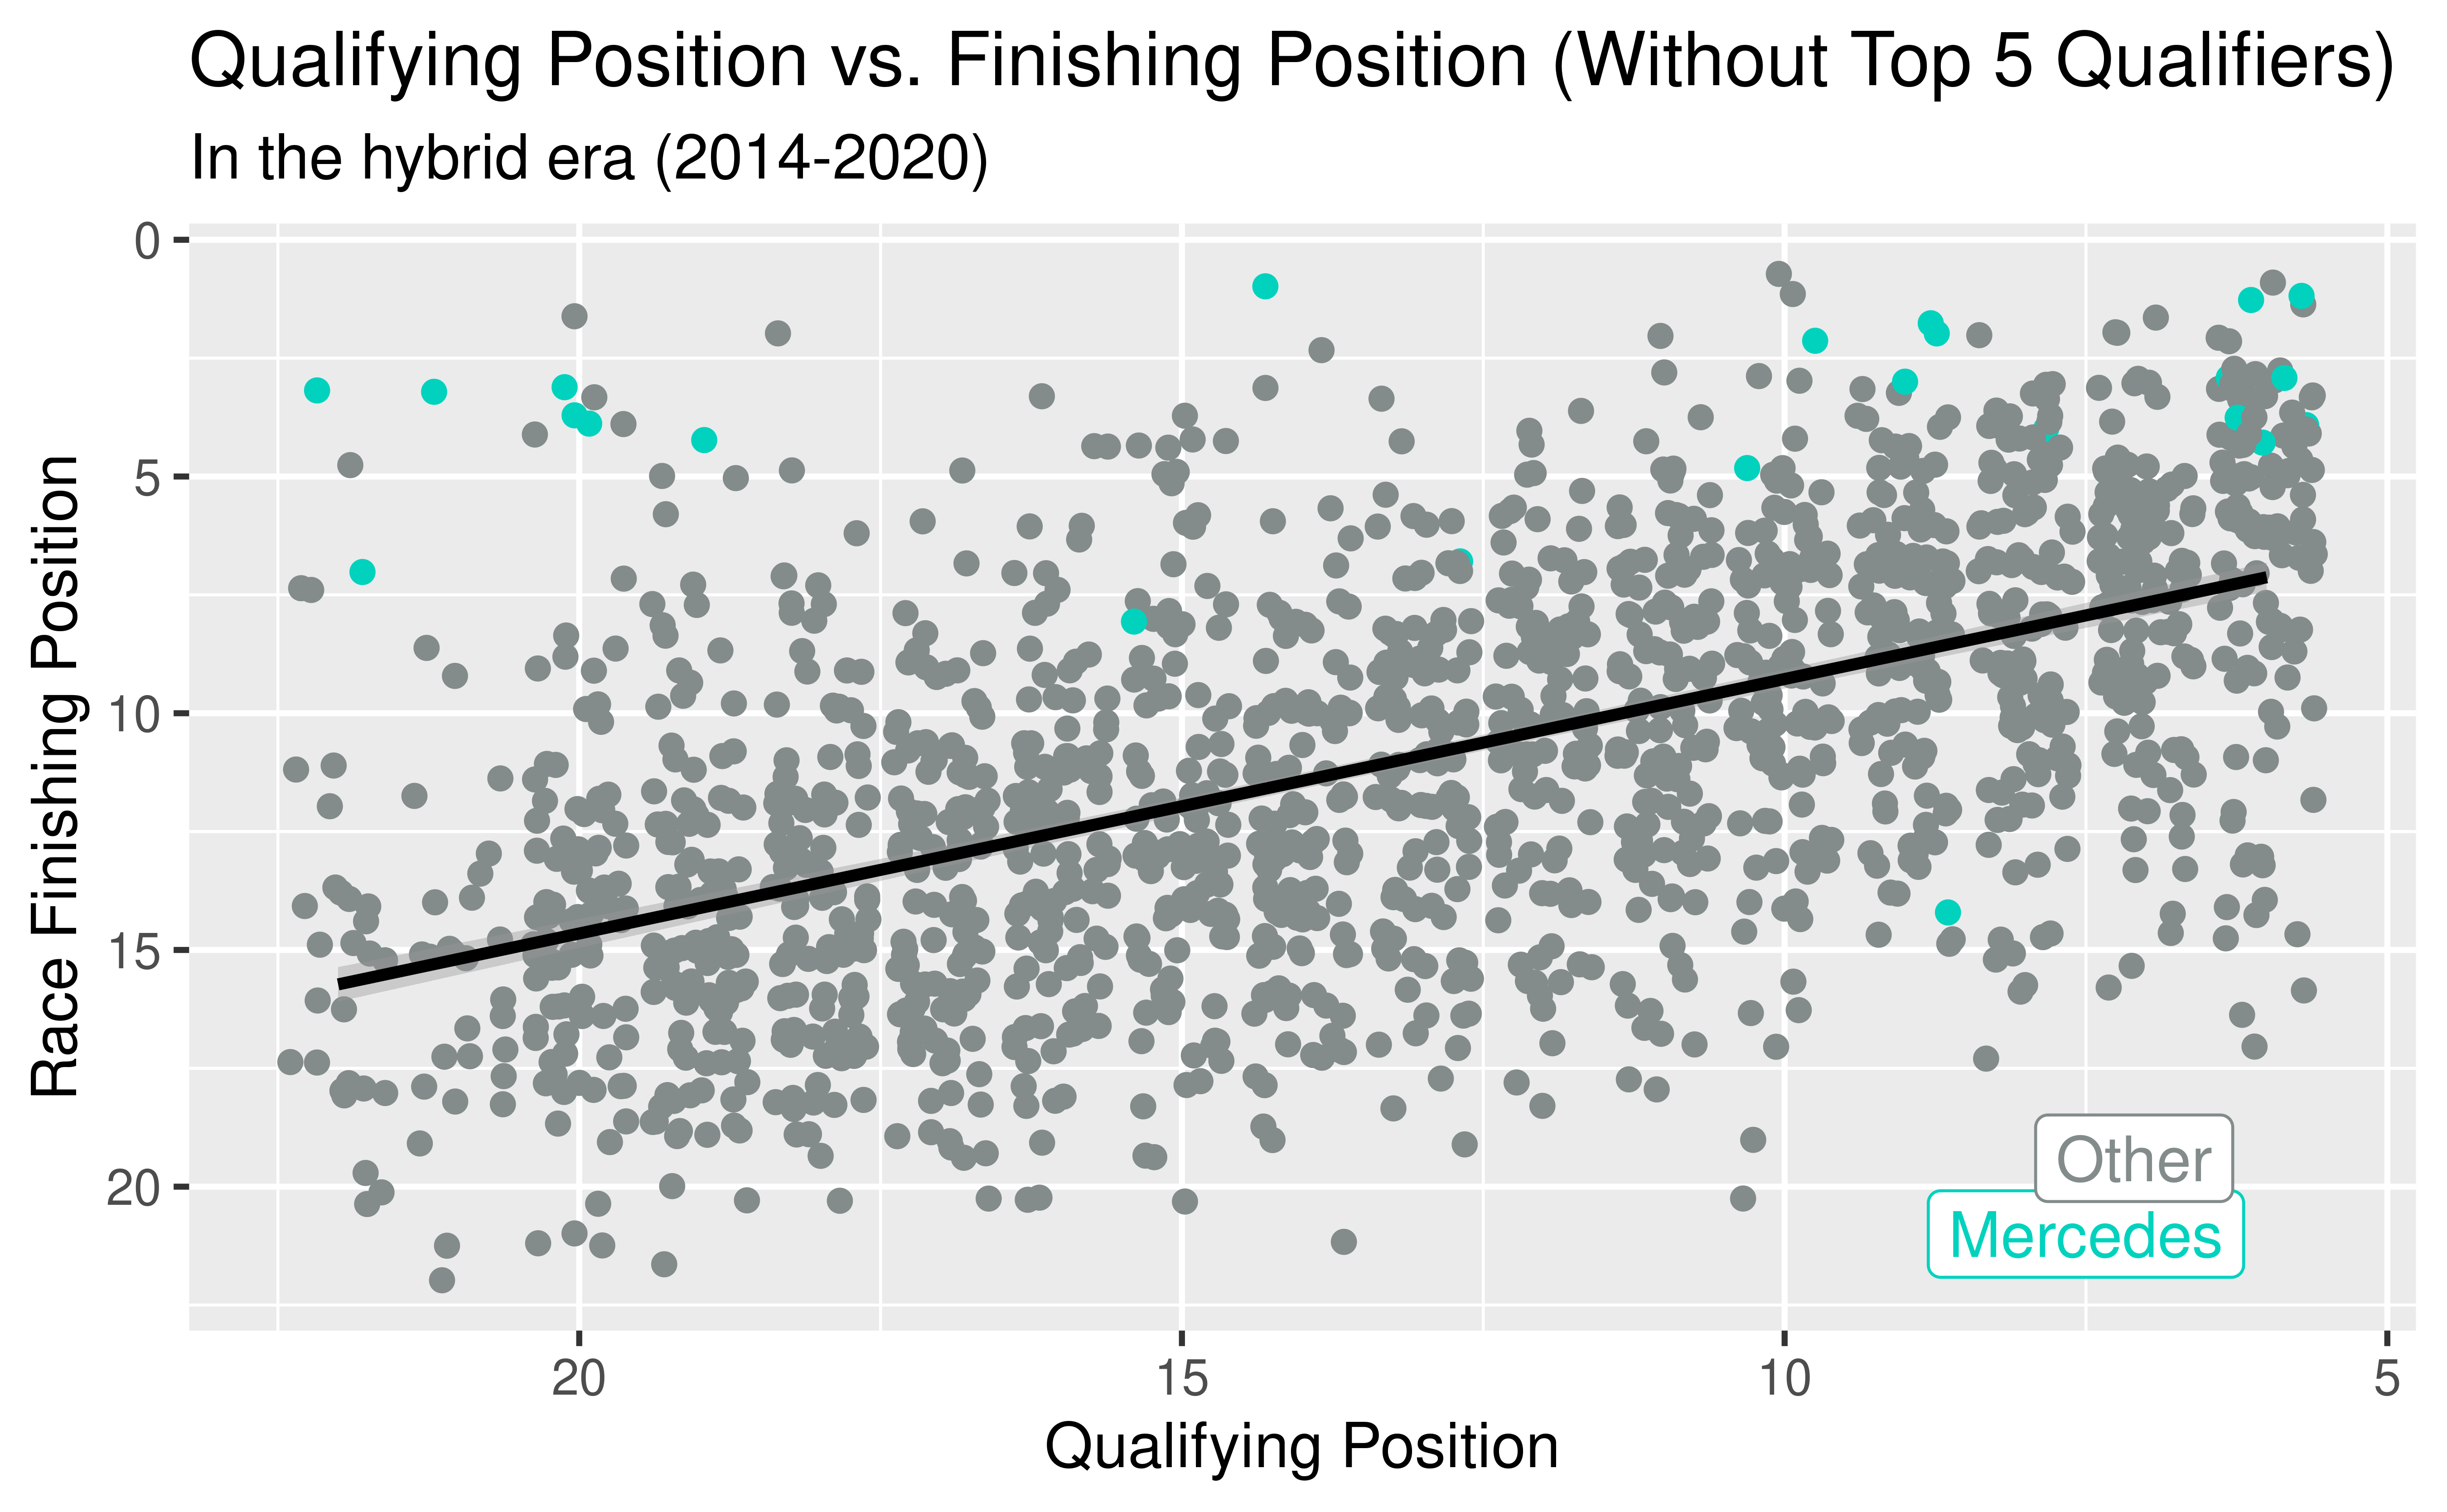 Qualifying Position vs. Finishing Position (Without Top 5 Qualifiers)
In the hybrid era (2014-2020)
Race Finishing Position
0
5
10
15
20
Other
Mercedes
20
15
10
5
Qualifying Position